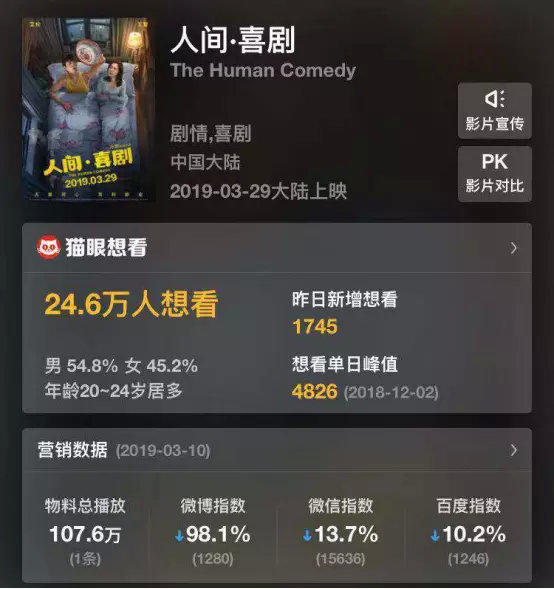 人间·喜剧
The Human Comedy
剧情,喜剧
中国大陆
2019-03-29大陆上映
影片宣传
PK
影片对比
人间·喜剧
THE HUMAN COMEDY
2019.03.29
猫眼想看
24.6万人想看
昨日新增想看
1745
男 54.8% 女 45.2%
年龄20~24岁居多
想看单日峰值
4826 (2018-12-02)
营销数据 (2019-03-10)
物料总播放
107.6万
(1条)
微博指数
98.1%
(1280)
微信指数
13.7%
(15636)
百度指数
10.2%
(1246)